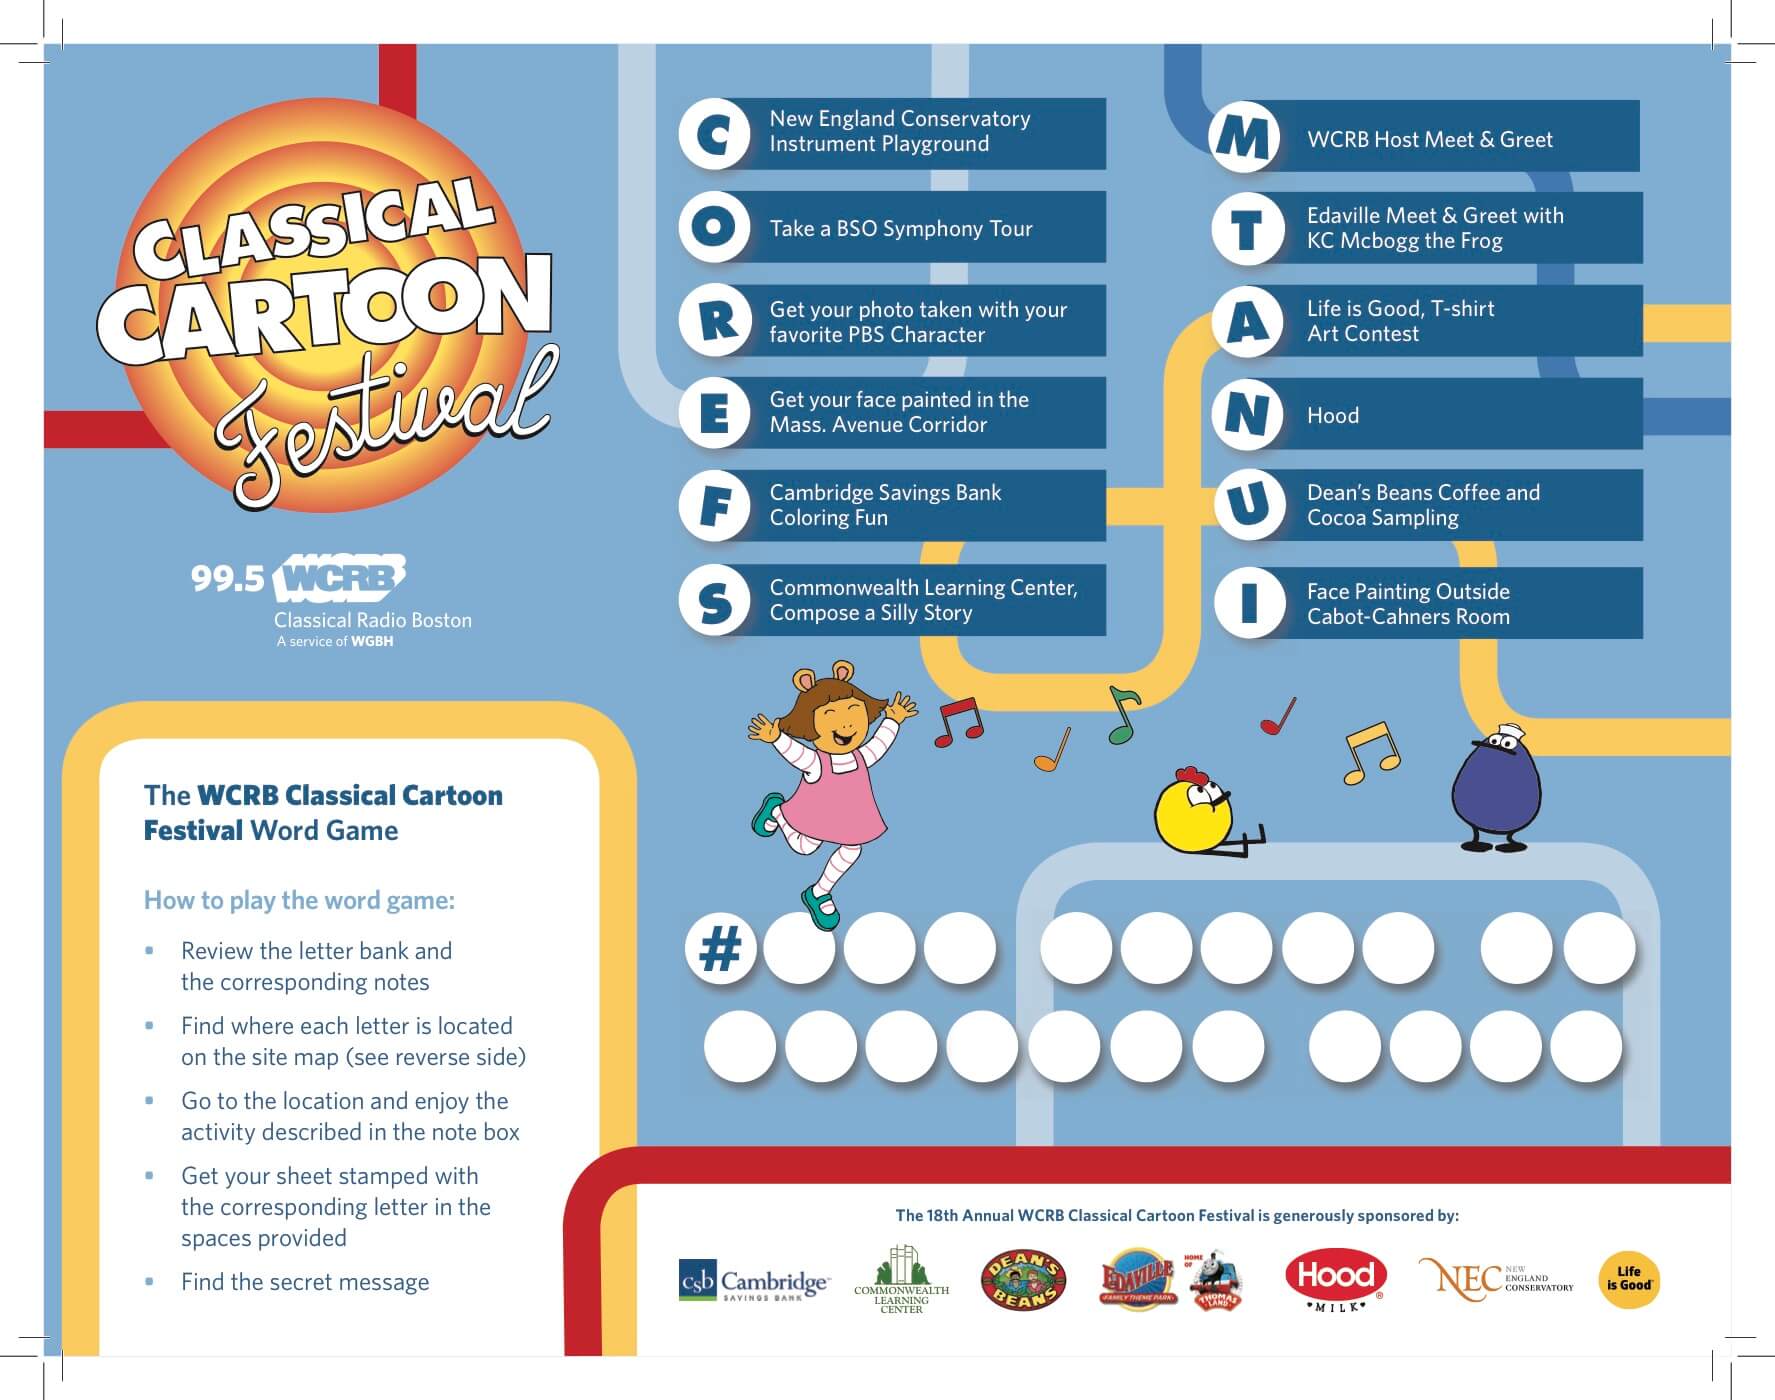 CLASSICAL
CARTOON
Festival
99.5 WCRB
Classical Radio Boston
A service of WGBH
C
New England Conservatory
Instrument Playground
O
Take a BSO Symphony Tour
R
Get your photo taken with your
favorite PBS Character
E
Get your face painted in the
Mass. Avenue Corridor
F
Cambridge Savings Bank
Coloring Fun
S
Commonwealth Learning Center,
Compose a Silly Story
M
WCRB Host Meet & Greet
T
Edaville Meet & Greet with
KC Mcbogg the Frog
A
Life is Good, T-shirt
Art Contest
N
Hood
U
Dean's Beans Coffee and
Cocoa Sampling
I
Face Painting Outside
Cabot-Cahners Room
The WCRB Classical Cartoon
Festival Word Game
How to play the word game:
• Review the letter bank and
the corresponding notes
• Find where each letter is located
on the site map (see reverse side)
• Go to the location and enjoy the
activity described in the note box
• Get your sheet stamped with
the corresponding letter in the
spaces provided
• Find the secret message
#
The 18th Annual WCRB Classical Cartoon Festival is generously sponsored by:
csb Cambridge
SAVINGS BANK
COMMONWEALTH
LEARNING
CENTER
DEAN'S
BEANS
EDAVILLE
FAMILY THEME PARK
HOME
OF
THOMAS
LAND
Hood®
MILK
NEC NEW
ENGLAND
CONSERVATORY
Life
is Good